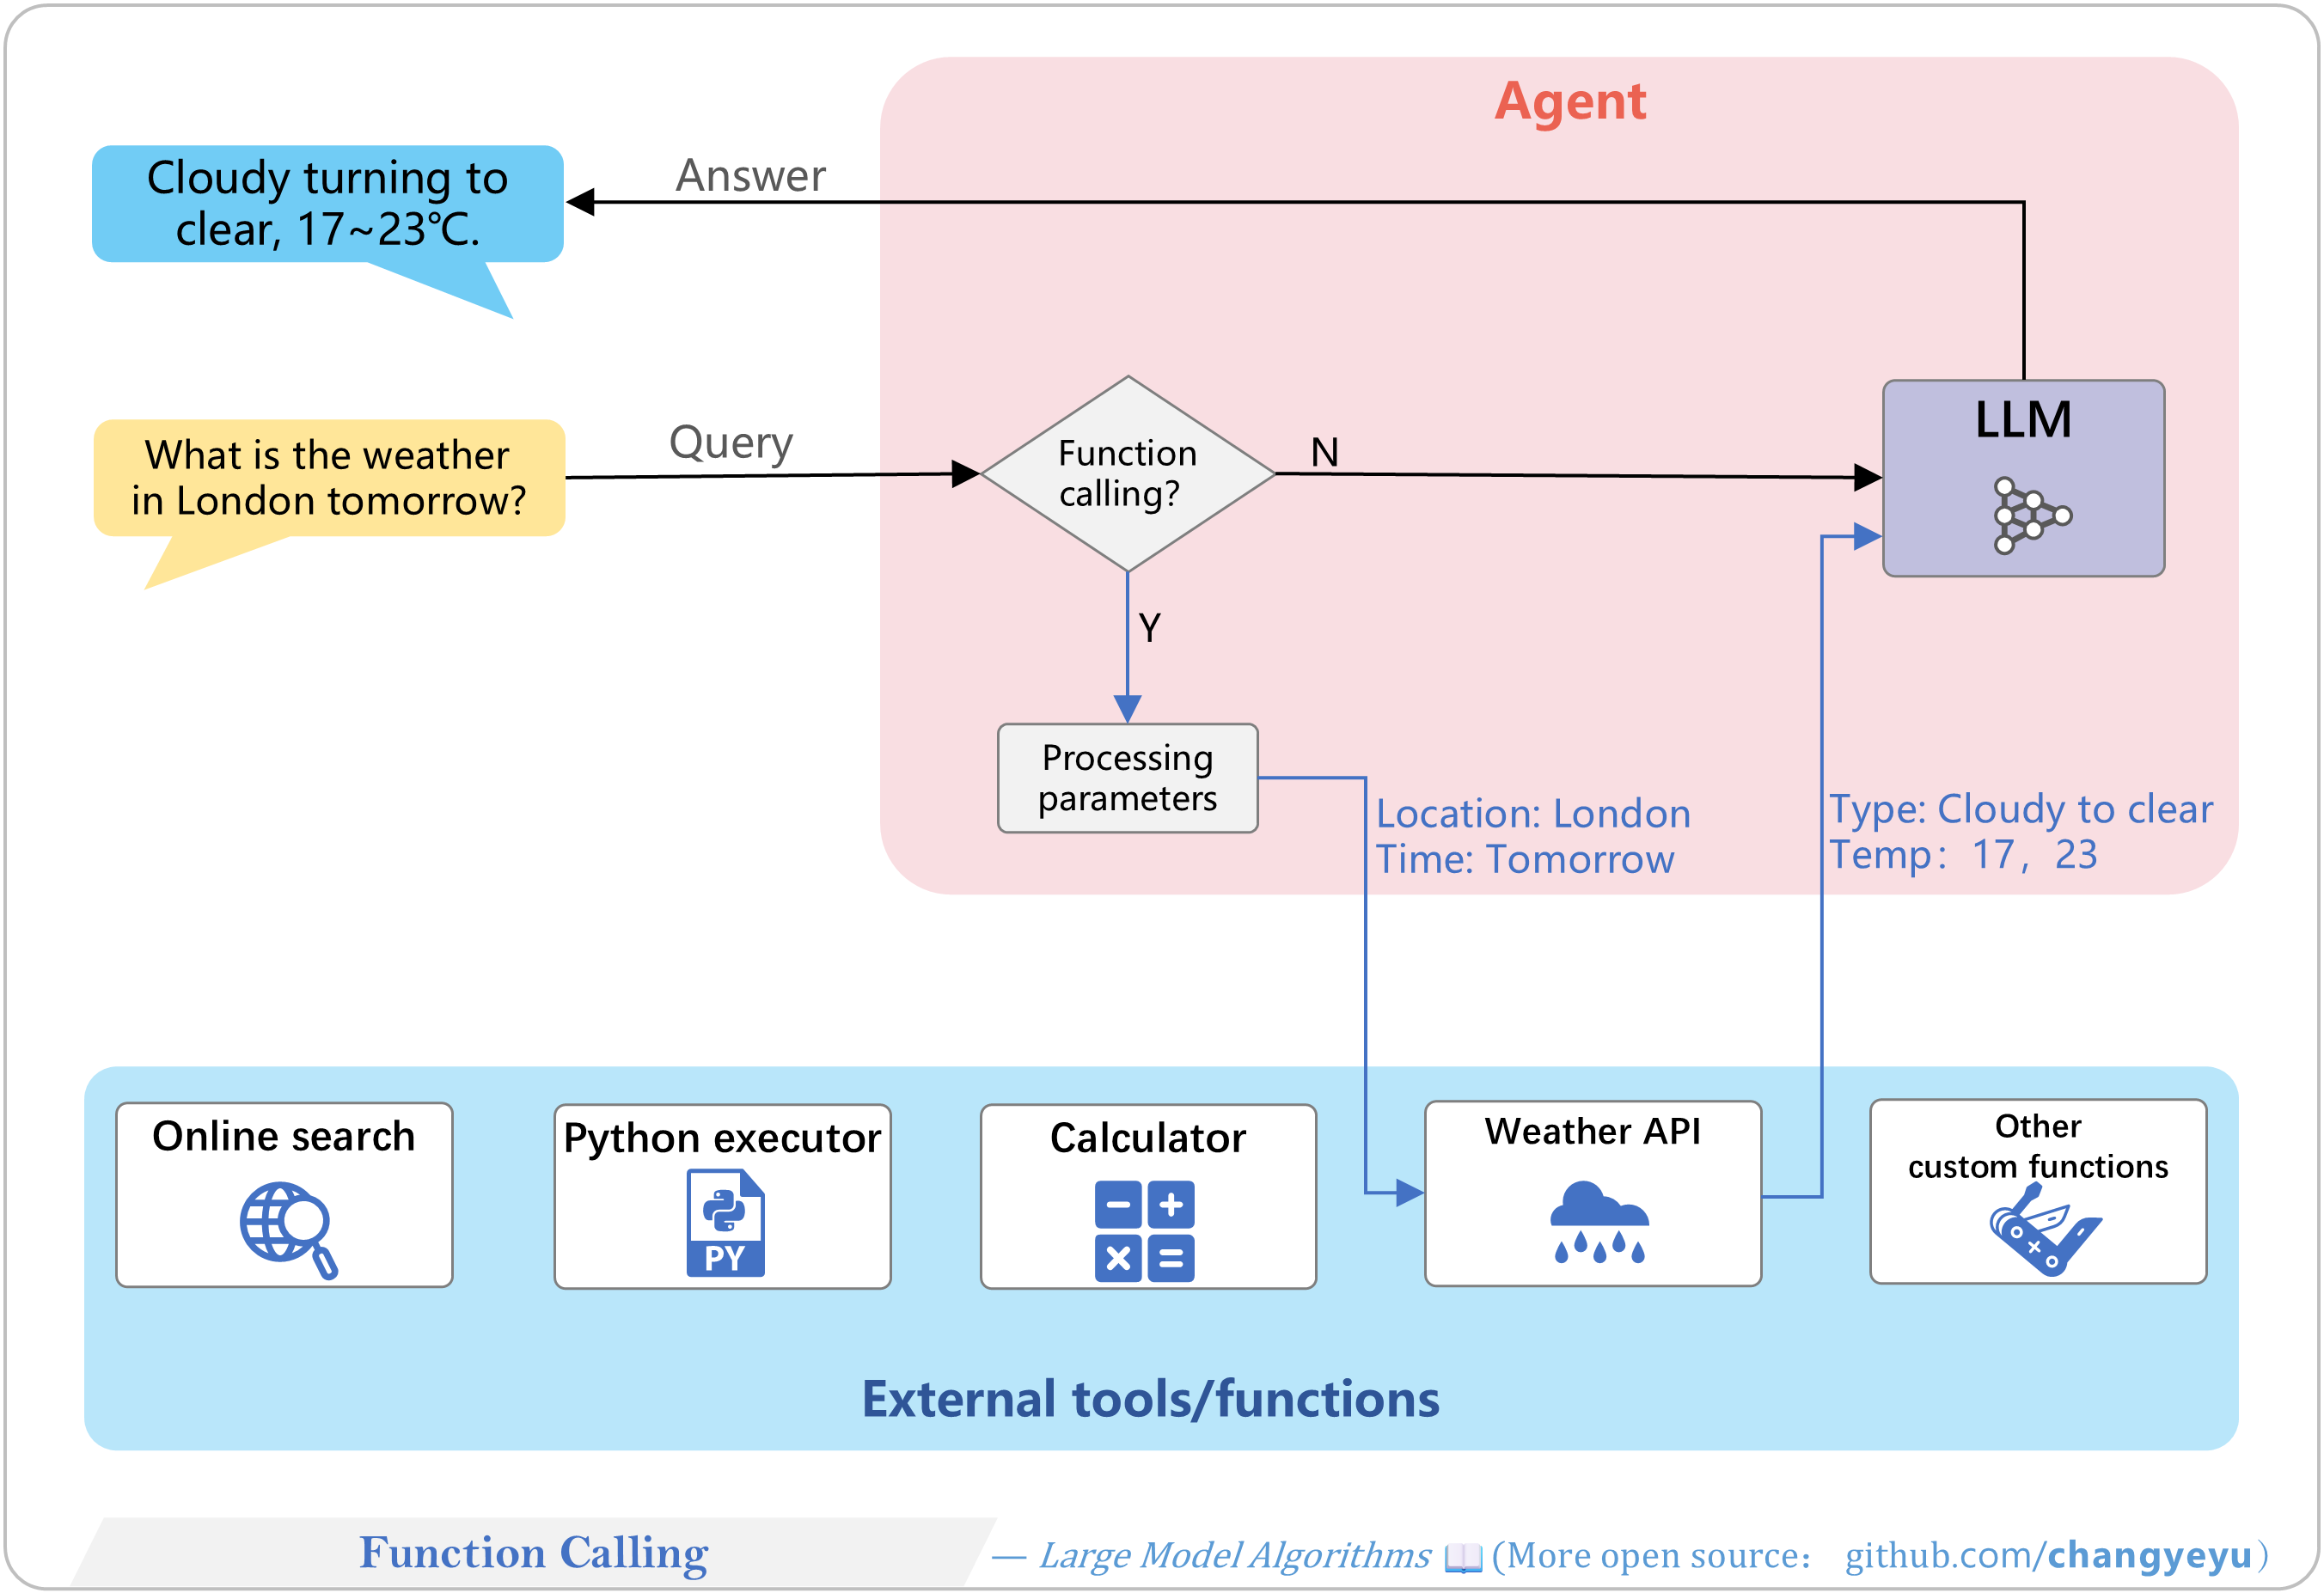 Agent
Answer
Cloudy turning to
clear, 17~23℃.
What is the weather
in London tomorrow?
Query
Function
calling?
N
LLM
Y
Processing
parameters
Location: London
Time: Tomorrow
Type: Cloudy to clear
Temp: 17, 23
Online search
Python executor
PY
Calculator
Weather API
Other
custom functions
External tools/functions
Function Calling
— Large Model Algorithms 📖(More open source: github.com/changyeyu)